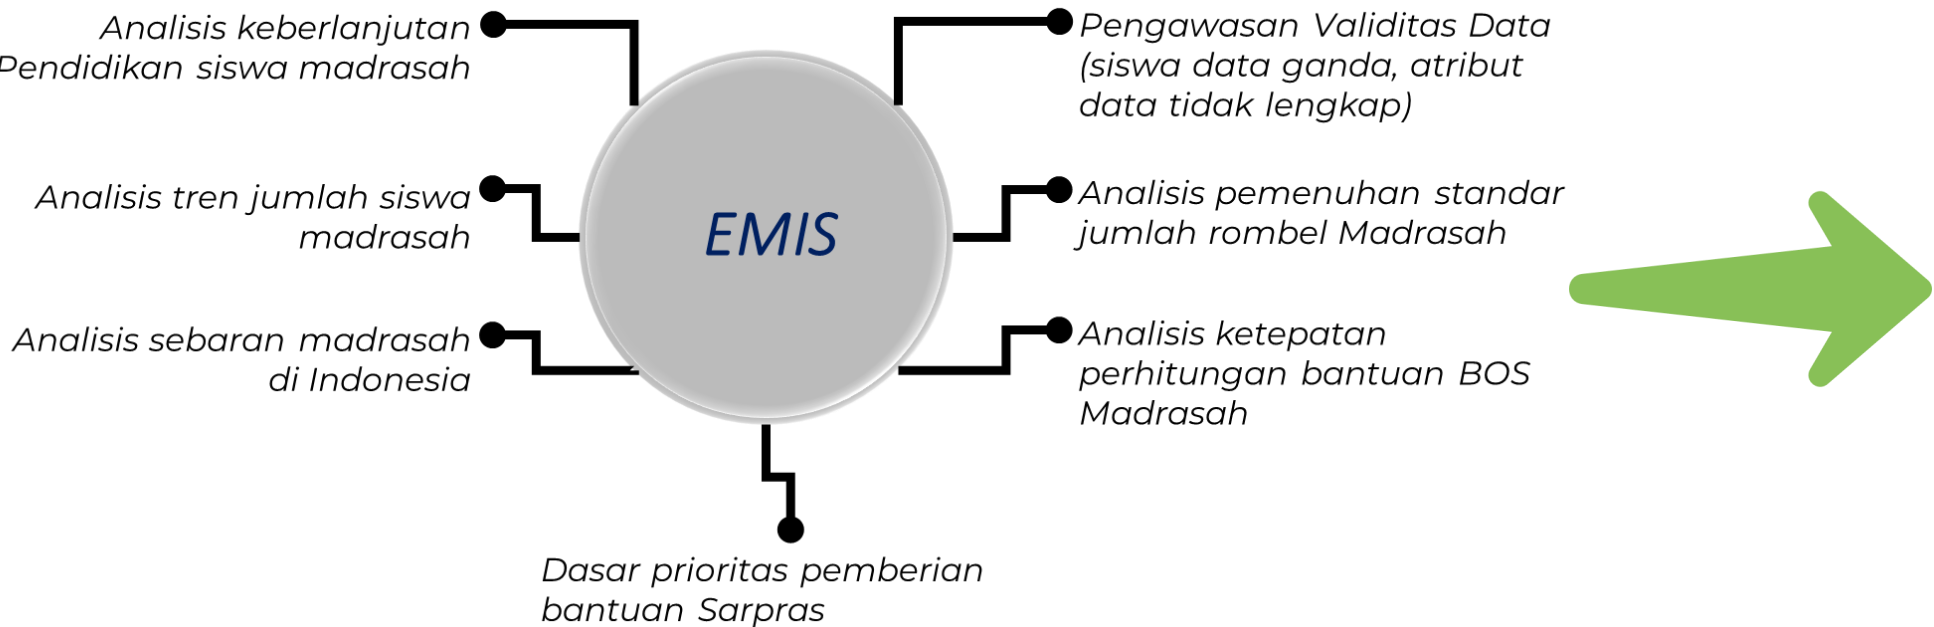 Analisis keberlanjutan
Pendidikan siswa madrasah
Analisis tren jumlah siswa
madrasah
Analisis sebaran madrasah
di Indonesia
EMIS
Pengawasan Validitas Data
(siswa data ganda, atribut
data tidak lengkap)
Analisis pemenuhan standar
jumlah rombel Madrasah
Analisis ketepatan
perhitungan bantuan BOS
Madrasah
Dasar prioritas pemberian
bantuan Sarpras